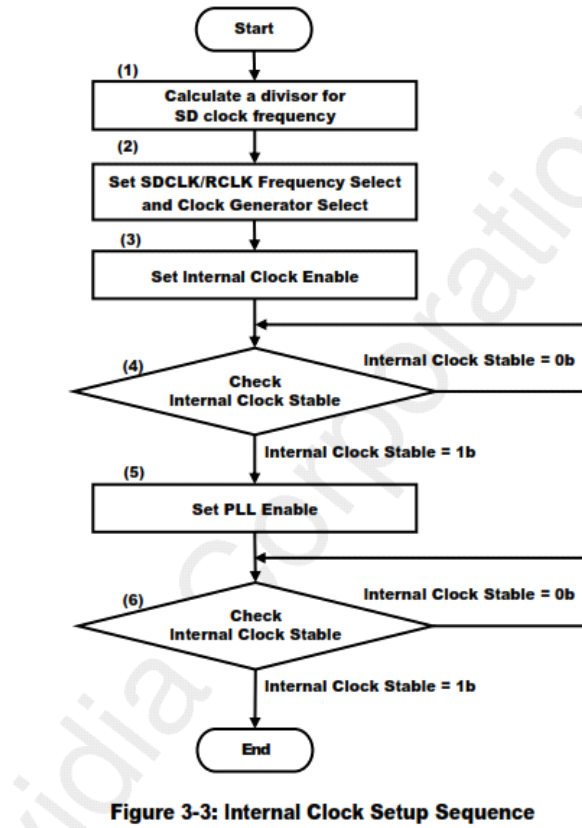 Start
(1)
Calculate a divisor for
SD clock frequency
(2)
Set SDCLK/RCLK Frequency Select
and Clock Generator Select
(3)
Set Internal Clock Enable
Internal Clock Stable = 0b
(4)
Check
Internal Clock Stable
Internal Clock Stable = 1b
(5)
Set PLL Enable
Internal Clock Stable = 0b
(6)
Check
Internal Clock Stable
Internal Clock Stable = 1b
End
Figure 3-3: Internal Clock Setup Sequence
vidia Corporation